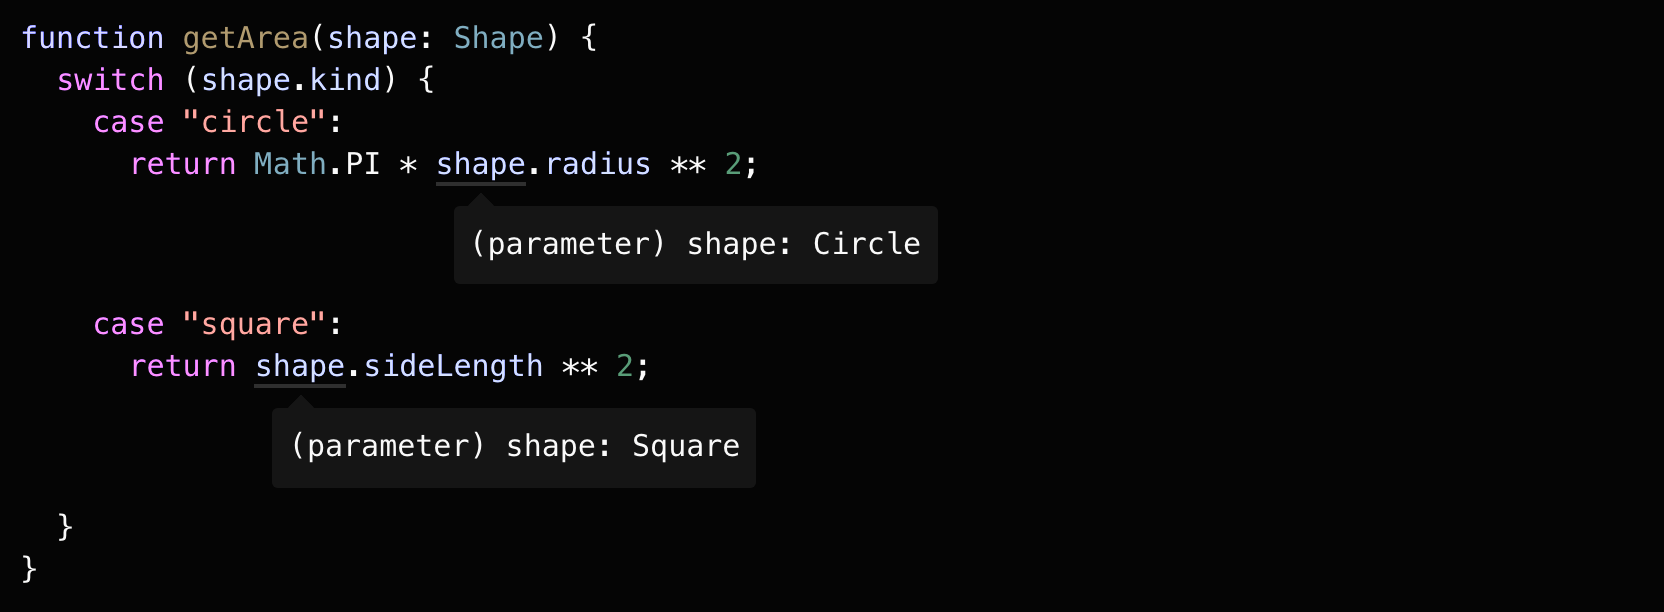 function getArea(shape: Shape) {
  switch (shape.kind) {
    case "circle":
      return Math.PI * shape.radius ** 2;
(parameter) shape: Circle
    case "square":
      return shape.sideLength ** 2;
(parameter) shape: Square
  }
}